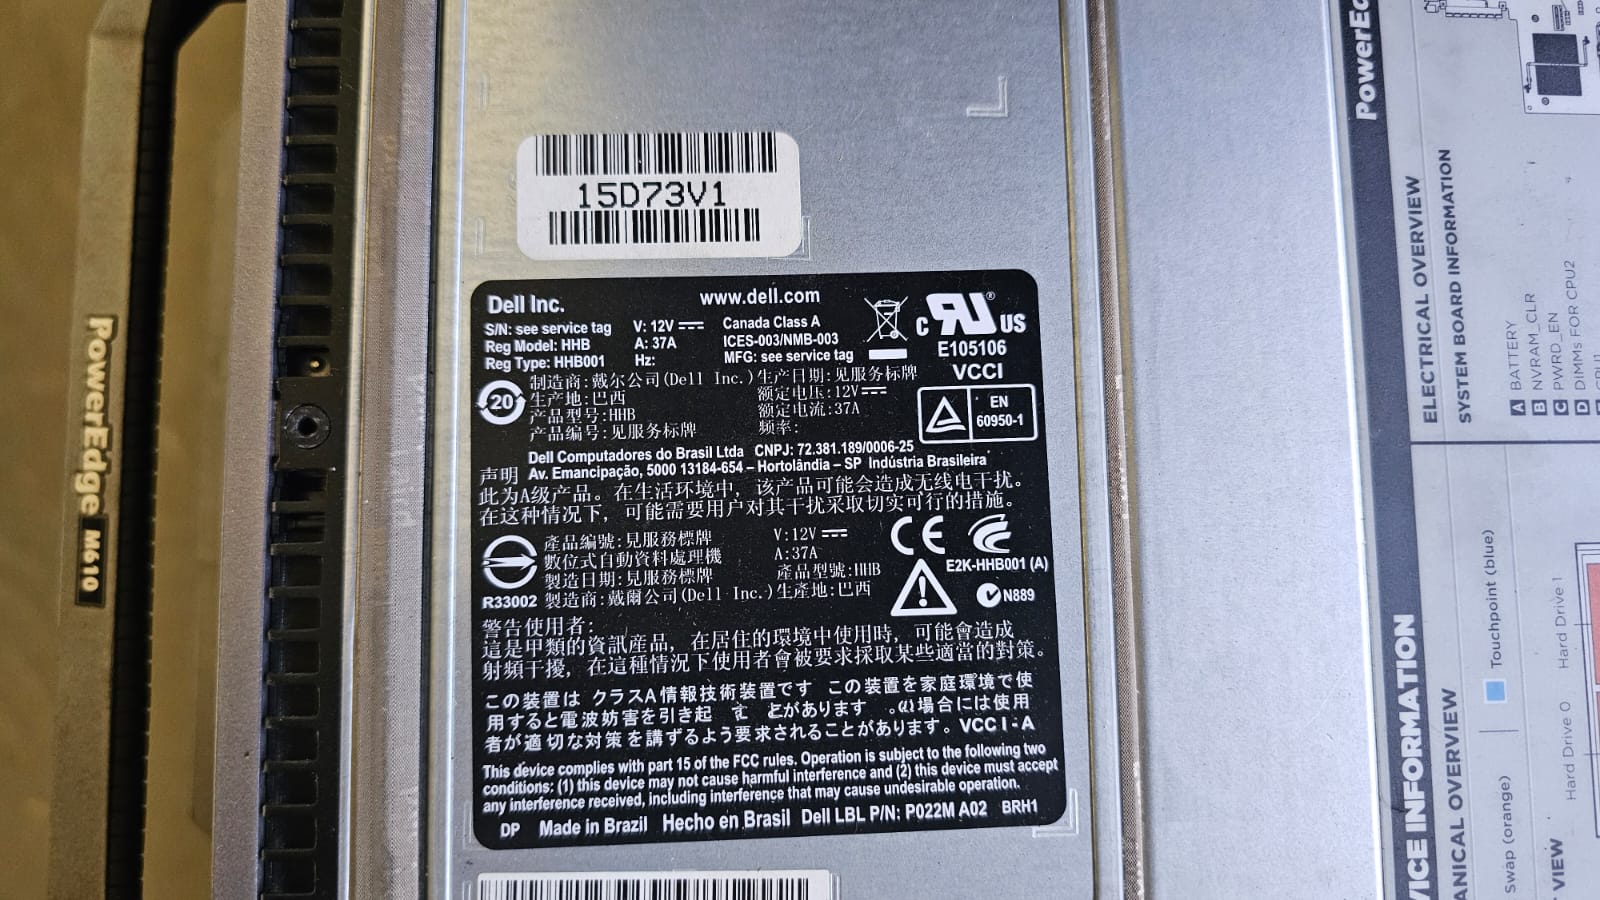 PowerEdge M610
15D73V1
Dell Inc.
www.dell.com
S/N: see service tag V: 12V Canada Class A
Reg Model: HHB A: 37A ICES-003/NMB-003
Reg Type: HHB001 Hz: MFG: see service tag
c RU ® US
E105106
VCCI
20
制造商:戴尔公司(Dell Inc.) 生产日期:见服务标牌
生产地:巴西 额定电压:12V
产品型号:HHB 额定电流:37A
产品编号:见服务标牌 频率:
EN
60950-1
Dell Computadores do Brasil Ltda CNPJ: 72.381.189/0006-25
声明 Av. Emancipação, 5000 13184-654 – Hortolândia – SP Indústria Brasileira
此为A级产品。在生活环境中,该产品可能会造成无线电干扰。
在这种情况下,可能需要用户对其干扰采取切实可行的措施。
產品編號:見服務標牌 V:12V
數位式自動資料處理機 A:37A
製造日期:見服務標牌 產品型號:HHB
R33002 製造商:戴爾公司(Dell Inc.) 生產地:巴西
CE
E2K-HHB001 (A)
N889
警告使用者:
這是甲類的資訊產品,在居住的環境中使用時,可能會造成
射頻干擾,在這種情況下使用者會被要求採取某些適當的對策。
この装置は クラスA情報技術装置です この装置を家庭環境で使
用すると電波妨害を引き起 す とがあります 。 場合には使用
者が適切な対策を講ずるよう要求されることがあります。VCCI-A
This device complies with part 15 of the FCC rules. Operation is subject to the following two
conditions: (1) this device may not cause harmful interference and (2) this device must accept
any interference received, including interference that may cause undesirable operation.
DP Made in Brazil Hecho en Brasil Dell LBL P/N: P022M A02 BRH1
ELECTRICAL OVERVIEW
SYSTEM BOARD INFORMATION
A BATTERY
B NVRAM_CLR
C PWRD_EN
D DIMMs FOR CPU2
INFORMATION
OVERVIEW
Touchpoint (blue)
Swap (orange)
VIEW
Hard Drive 0
Hard Drive 1